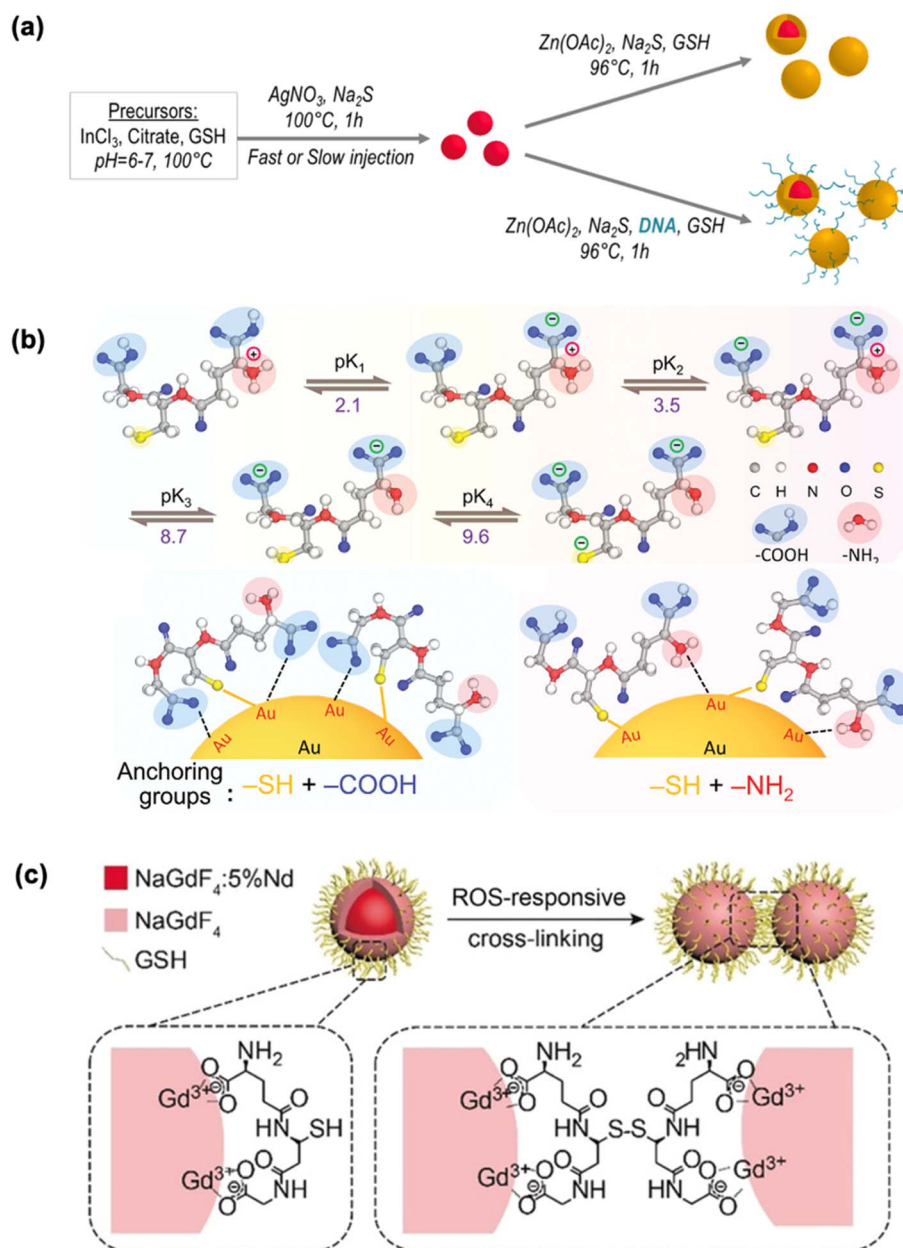 (a)
Precursors:
InCl3, Citrate, GSH
pH=6-7, 100°C
AgNO3, Na2S
100°C, 1h
Fast or Slow injection
Zn(OAc)2, Na2S, GSH
96°C, 1h
Zn(OAc)2, Na2S, DNA, GSH
96°C, 1h
(b)
pK1
2.1
pK2
3.5
pK3
8.7
pK4
9.6
C H N O S
-COOH -NH2
Au Au Au Au
Au
Au Au Au
Au
Anchoring
groups : –SH + –COOH
–SH + –NH2
(c)
NaGdF4:5%Nd
NaGdF4
GSH
ROS-responsive
cross-linking
NH2
O
Gd3+ O
O
HN SH
Gd3+ O O
O NH
NH2 2HN
O O
Gd3+ O O Gd3+
O O
HN S-S NH
Gd3+ O O O O Gd3+
O NH HN O